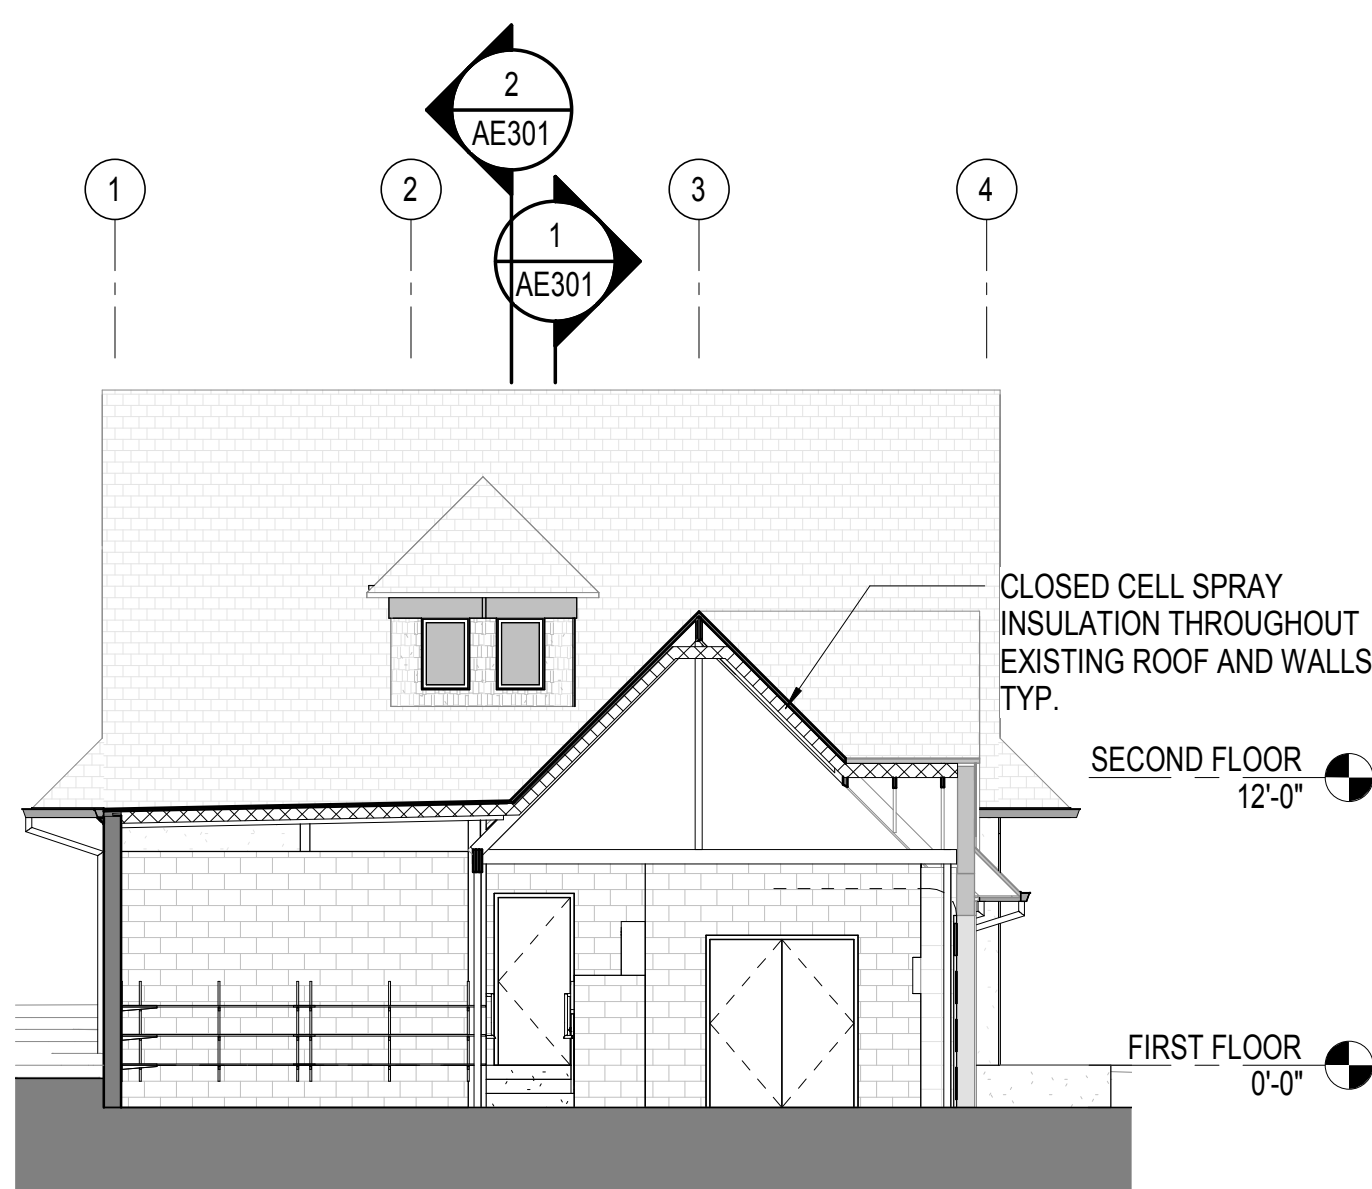 2
AE301
1
2
3
4
1
AE301
CLOSED CELL SPRAY
INSULATION THROUGHOUT
EXISTING ROOF AND WALLS
TYP.
SECOND FLOOR
12'-0"
FIRST FLOOR
0'-0"